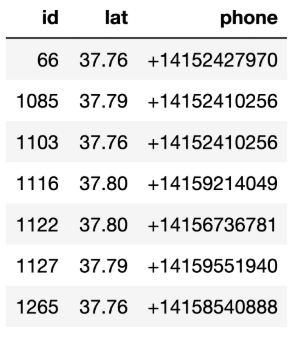 id lat phone
66 37.76 +14152427970
1085 37.79 +14152410256
1103 37.76 +14152410256
1116 37.80 +14159214049
1122 37.80 +14156736781
1127 37.79 +14159551940
1265 37.76 +14158540888